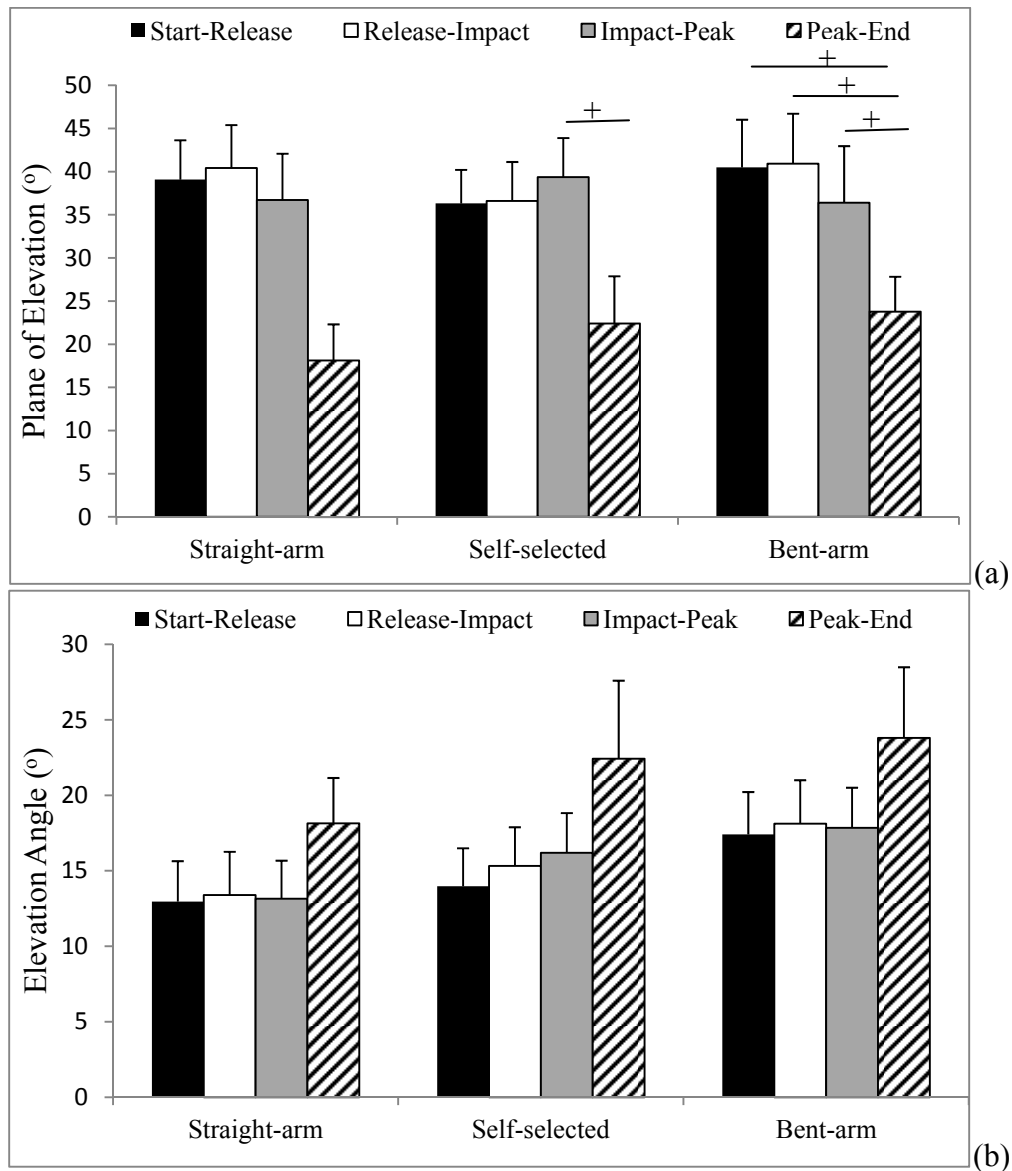 Start-Release Release-Impact Impact-Peak Peak-End
+
+
+ +
50
45
40
35
30
25
20
15
10
5
0
Plane of Elevation (º)
Straight-arm Self-selected Bent-arm
(a)
Start-Release Release-Impact Impact-Peak Peak-End
30
25
20
15
10
5
0
Elevation Angle (º)
Straight-arm Self-selected Bent-arm
(b)